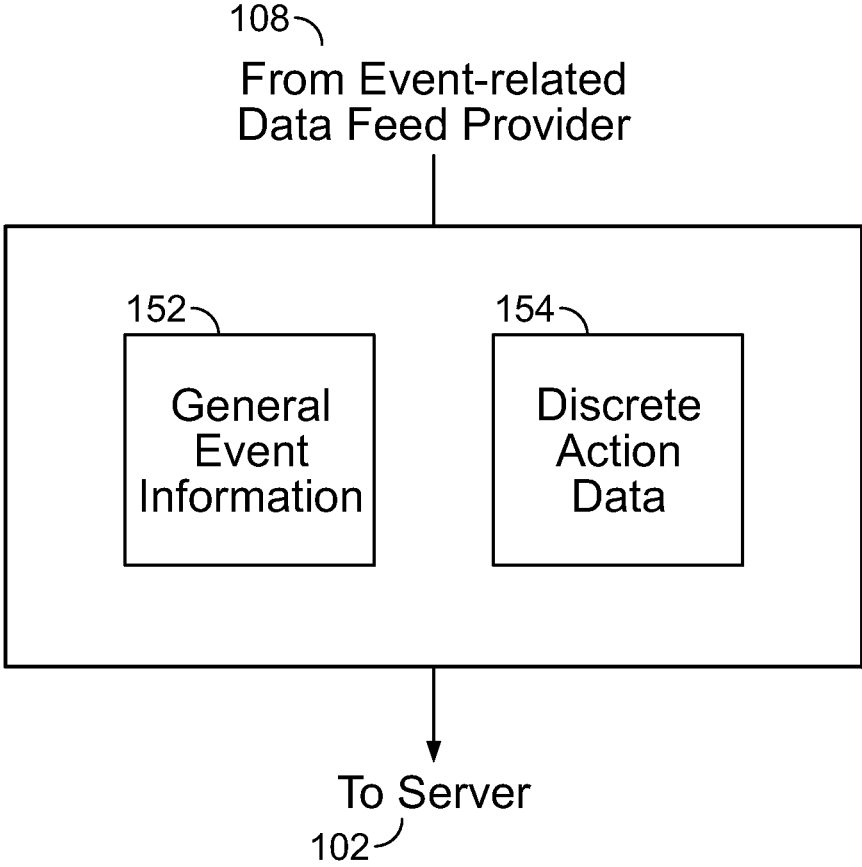 108
From Event-related
Data Feed Provider
152
General
Event
Information
154
Discrete
Action
Data
To Server
102